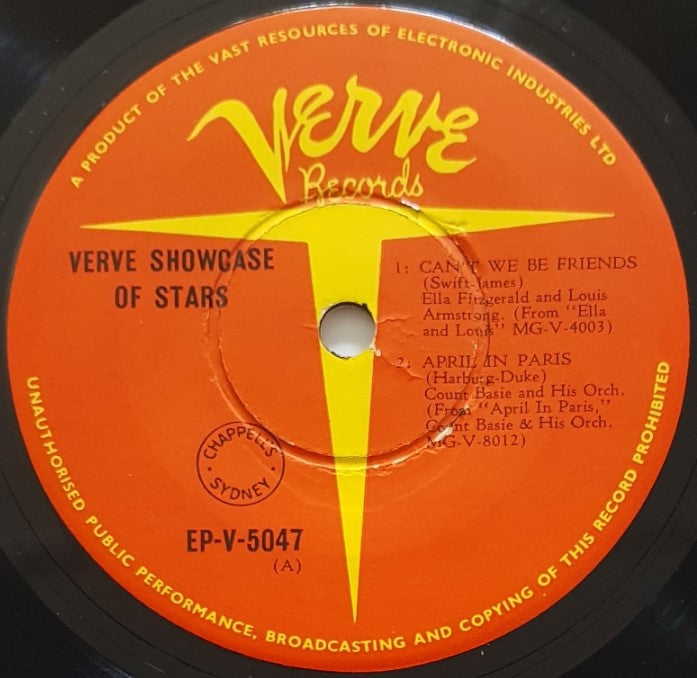 A PRODUCT OF THE VAST RESOURCES OF ELECTRONIC INDUSTRIES LTD
Verve
Records
VERVE SHOWCASE
OF STARS
1: CAN'T WE BE FRIENDS
(Swift-James)
Ella Fitzgerald and Louis
Armstrong. (From "Ella
and Louis" MG-V-4003)
2: APRIL IN PARIS
(Harburg-Duke)
Count Basie and His Orch.
(From "April In Paris,"
Count Basie & His Orch.
MG-V-8012)
CHAPPELL'S
SYDNEY
EP-V-5047
(A)
UNAUTHORISED PUBLIC PERFORMANCE, BROADCASTING AND COPYING OF THIS RECORD PROHIBITED